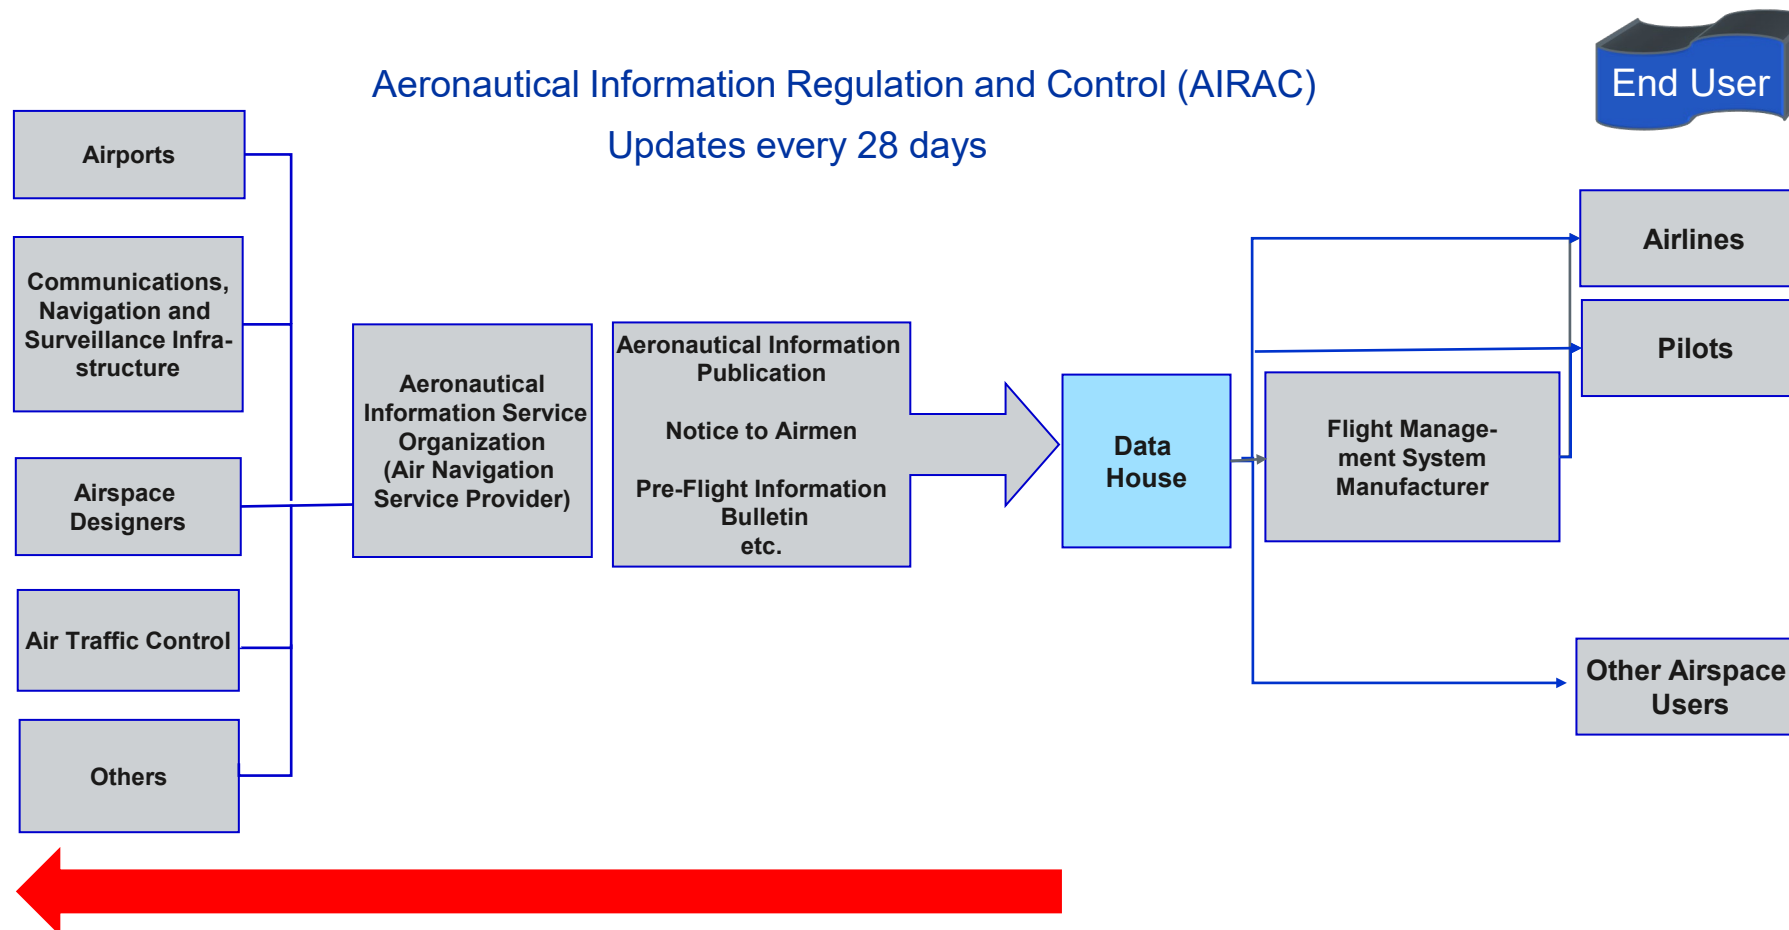 Aeronautical Information Regulation and Control (AIRAC)
Updates every 28 days
End User
Airports
Communications,
Navigation and
Surveillance Infra-
structure
Airspace
Designers
Air Traffic Control
Others
Aeronautical
Information Service
Organization
(Air Navigation
Service Provider)
Aeronautical Information
Publication
Notice to Airmen
Pre-Flight Information
Bulletin
etc.
Data
House
Flight Manage-
ment System
Manufacturer
Airlines
Pilots
Other Airspace
Users